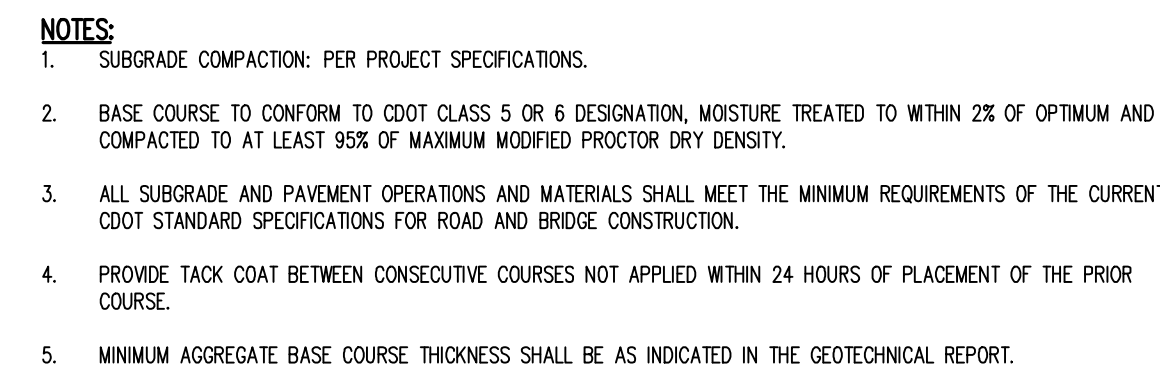 NOTES:
1. SUBGRADE COMPACTION: PER PROJECT SPECIFICATIONS.
2. BASE COURSE TO CONFORM TO CDOT CLASS 5 OR 6 DESIGNATION, MOISTURE TREATED TO WITHIN 2% OF OPTIMUM AND
COMPACTED TO AT LEAST 95% OF MAXIMUM MODIFIED PROCTOR DRY DENSITY.
3. ALL SUBGRADE AND PAVEMENT OPERATIONS AND MATERIALS SHALL MEET THE MINIMUM REQUIREMENTS OF THE CURRENT
CDOT STANDARD SPECIFICATIONS FOR ROAD AND BRIDGE CONSTRUCTION.
4. PROVIDE TACK COAT BETWEEN CONSECUTIVE COURSES NOT APPLIED WITHIN 24 HOURS OF PLACEMENT OF THE PRIOR
COURSE.
5. MINIMUM AGGREGATE BASE COURSE THICKNESS SHALL BE AS INDICATED IN THE GEOTECHNICAL REPORT.